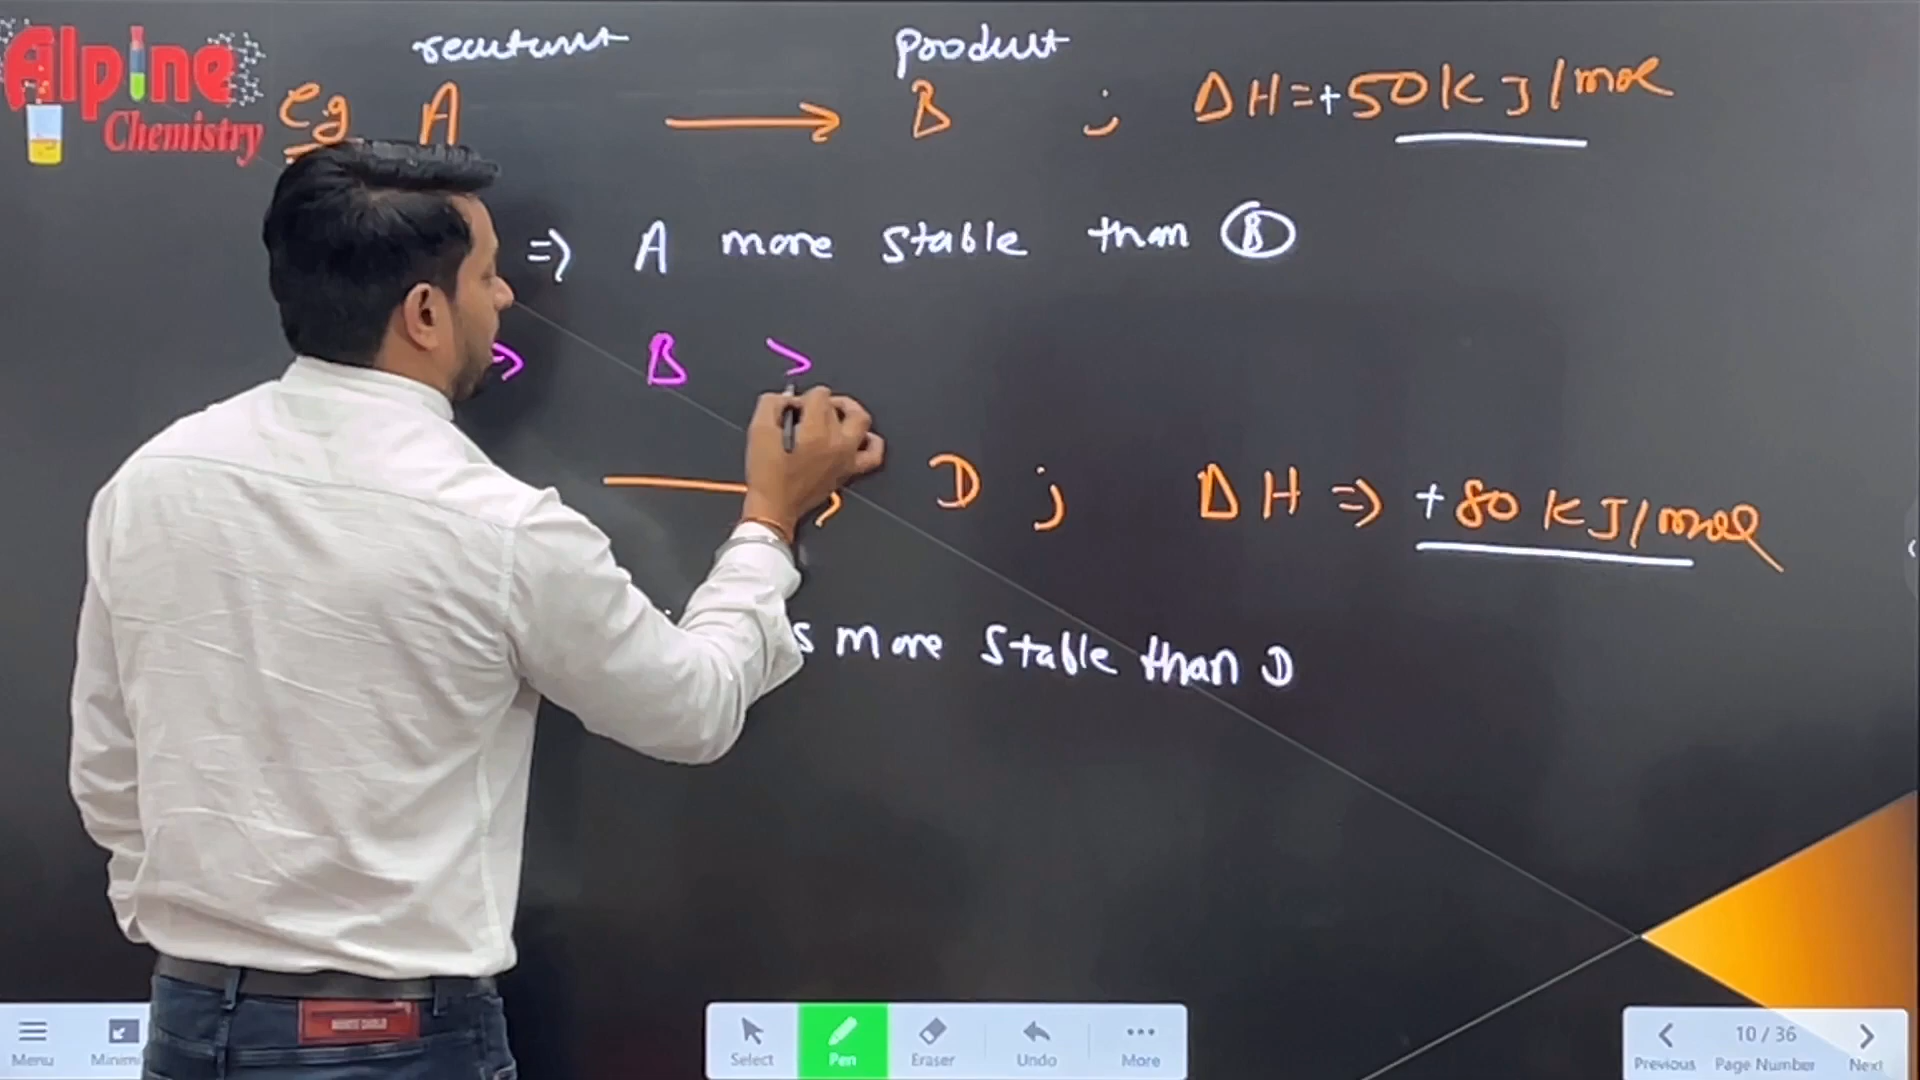 Alpine
Chemistry
reactant product
eg A → B ; ΔH=+50KJ/mol
⇒ A more stable than B
⇒ B >
→ D ; ΔH ⇒ +80 KJ/mol
s more stable than D
Menu
Select Pen Eraser Undo More
10 / 36
Previous Page Number Next